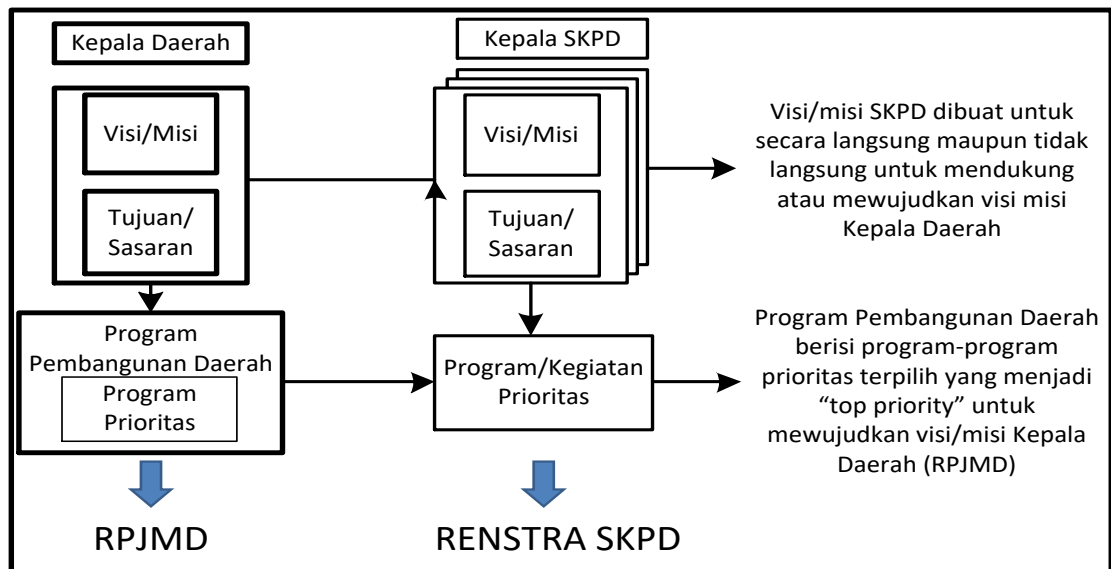 Kepala Daerah
Visi/Misi
Tujuan/
Sasaran
Program
Pembangunan Daerah
Program
Prioritas
RPJMD
Kepala SKPD
Visi/Misi
Tujuan/
Sasaran
Program/Kegiatan
Prioritas
RENSTRA SKPD
Visi/misi SKPD dibuat untuk
secara langsung maupun tidak
langsung untuk mendukung
atau mewujudkan visi misi
Kepala Daerah
Program Pembangunan Daerah
berisi program-program
prioritas terpilih yang menjadi
“top priority” untuk
mewujudkan visi/misi Kepala
Daerah (RPJMD)